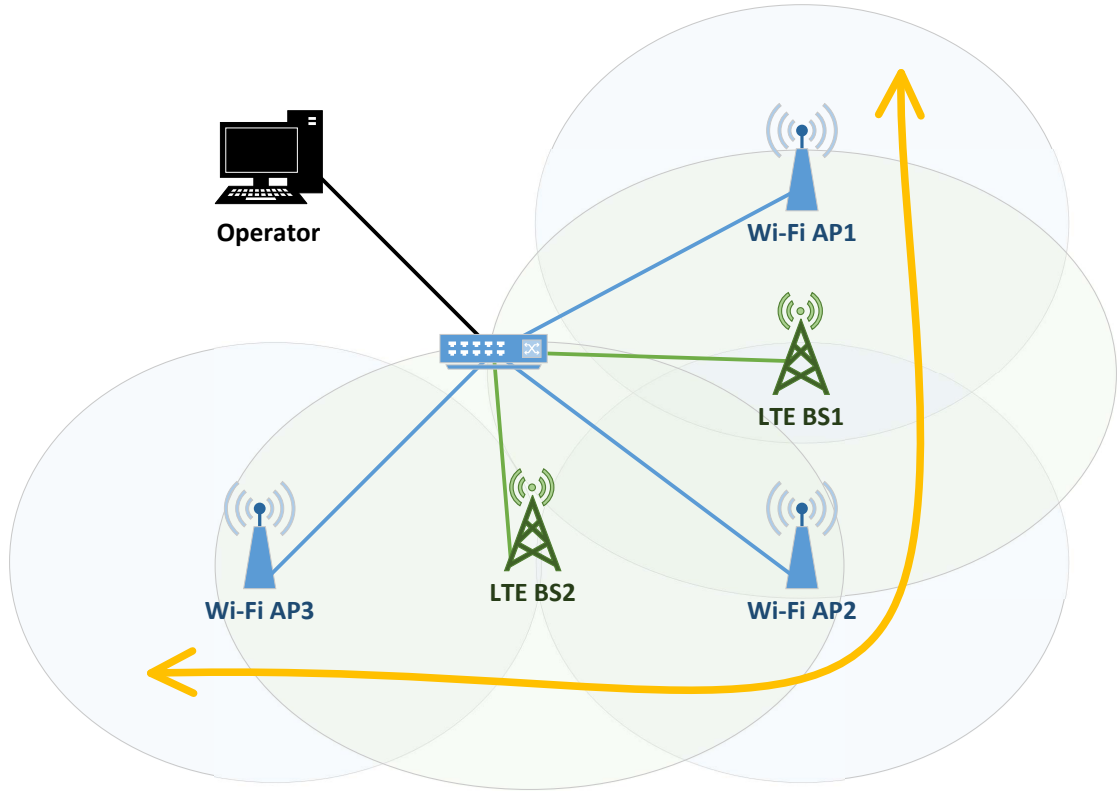 Operator
Wi-Fi AP1
LTE BS1
Wi-Fi AP3
LTE BS2
Wi-Fi AP2